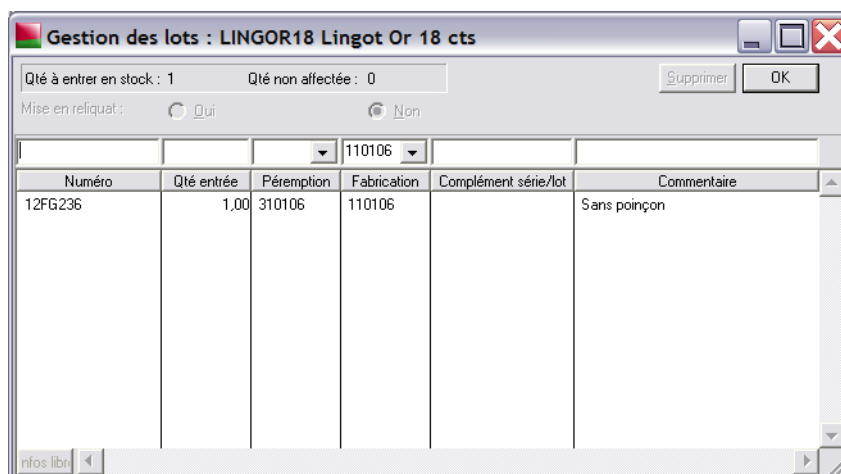 Gestion des lots : LINGOR18 Lingot Or 18 cts
Qté à entrer en stock : 1 Qté non affectée : 0 Supprimer OK
Mise en reliquat : Oui Non
110106
Numéro Qté entrée Péremption Fabrication Complément série/lot Commentaire
12FG236 1,00 310106 110106 Sans poinçon
nfos libr